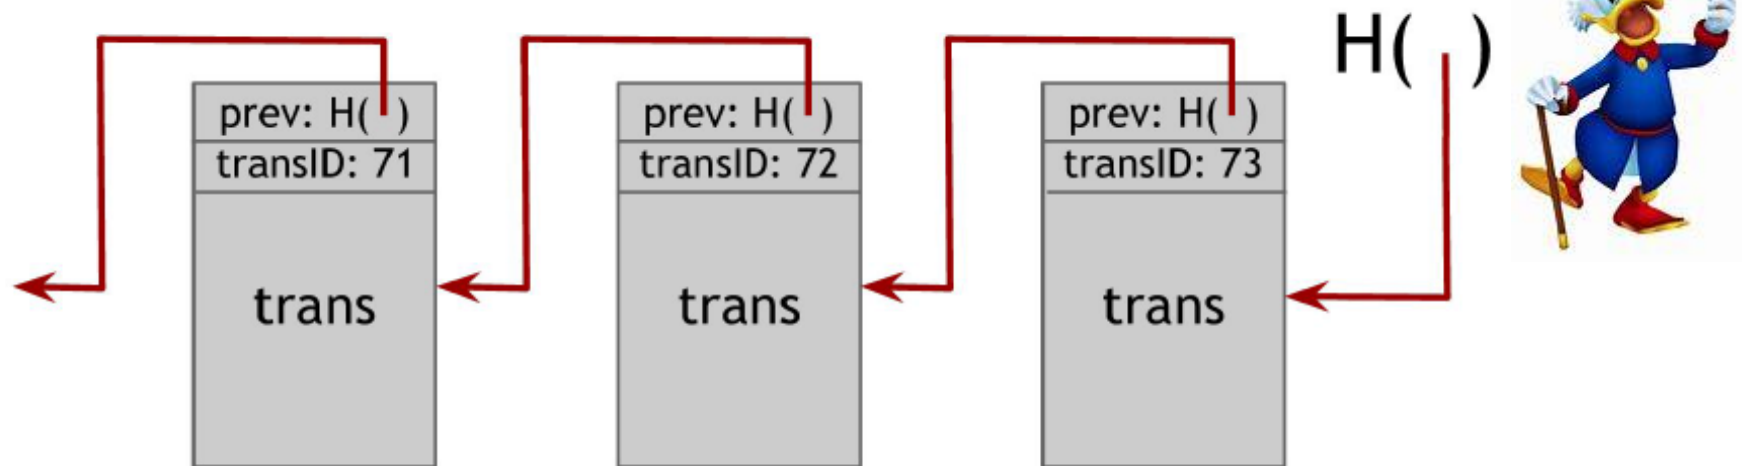 H( )
prev: H( )
transID: 71
trans
prev: H( )
transID: 72
trans
prev: H( )
transID: 73
trans